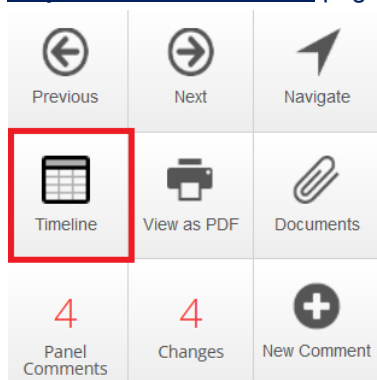 Previous Next Navigate
Timeline View as PDF Documents
4 4
Panel Changes New Comment
Comments